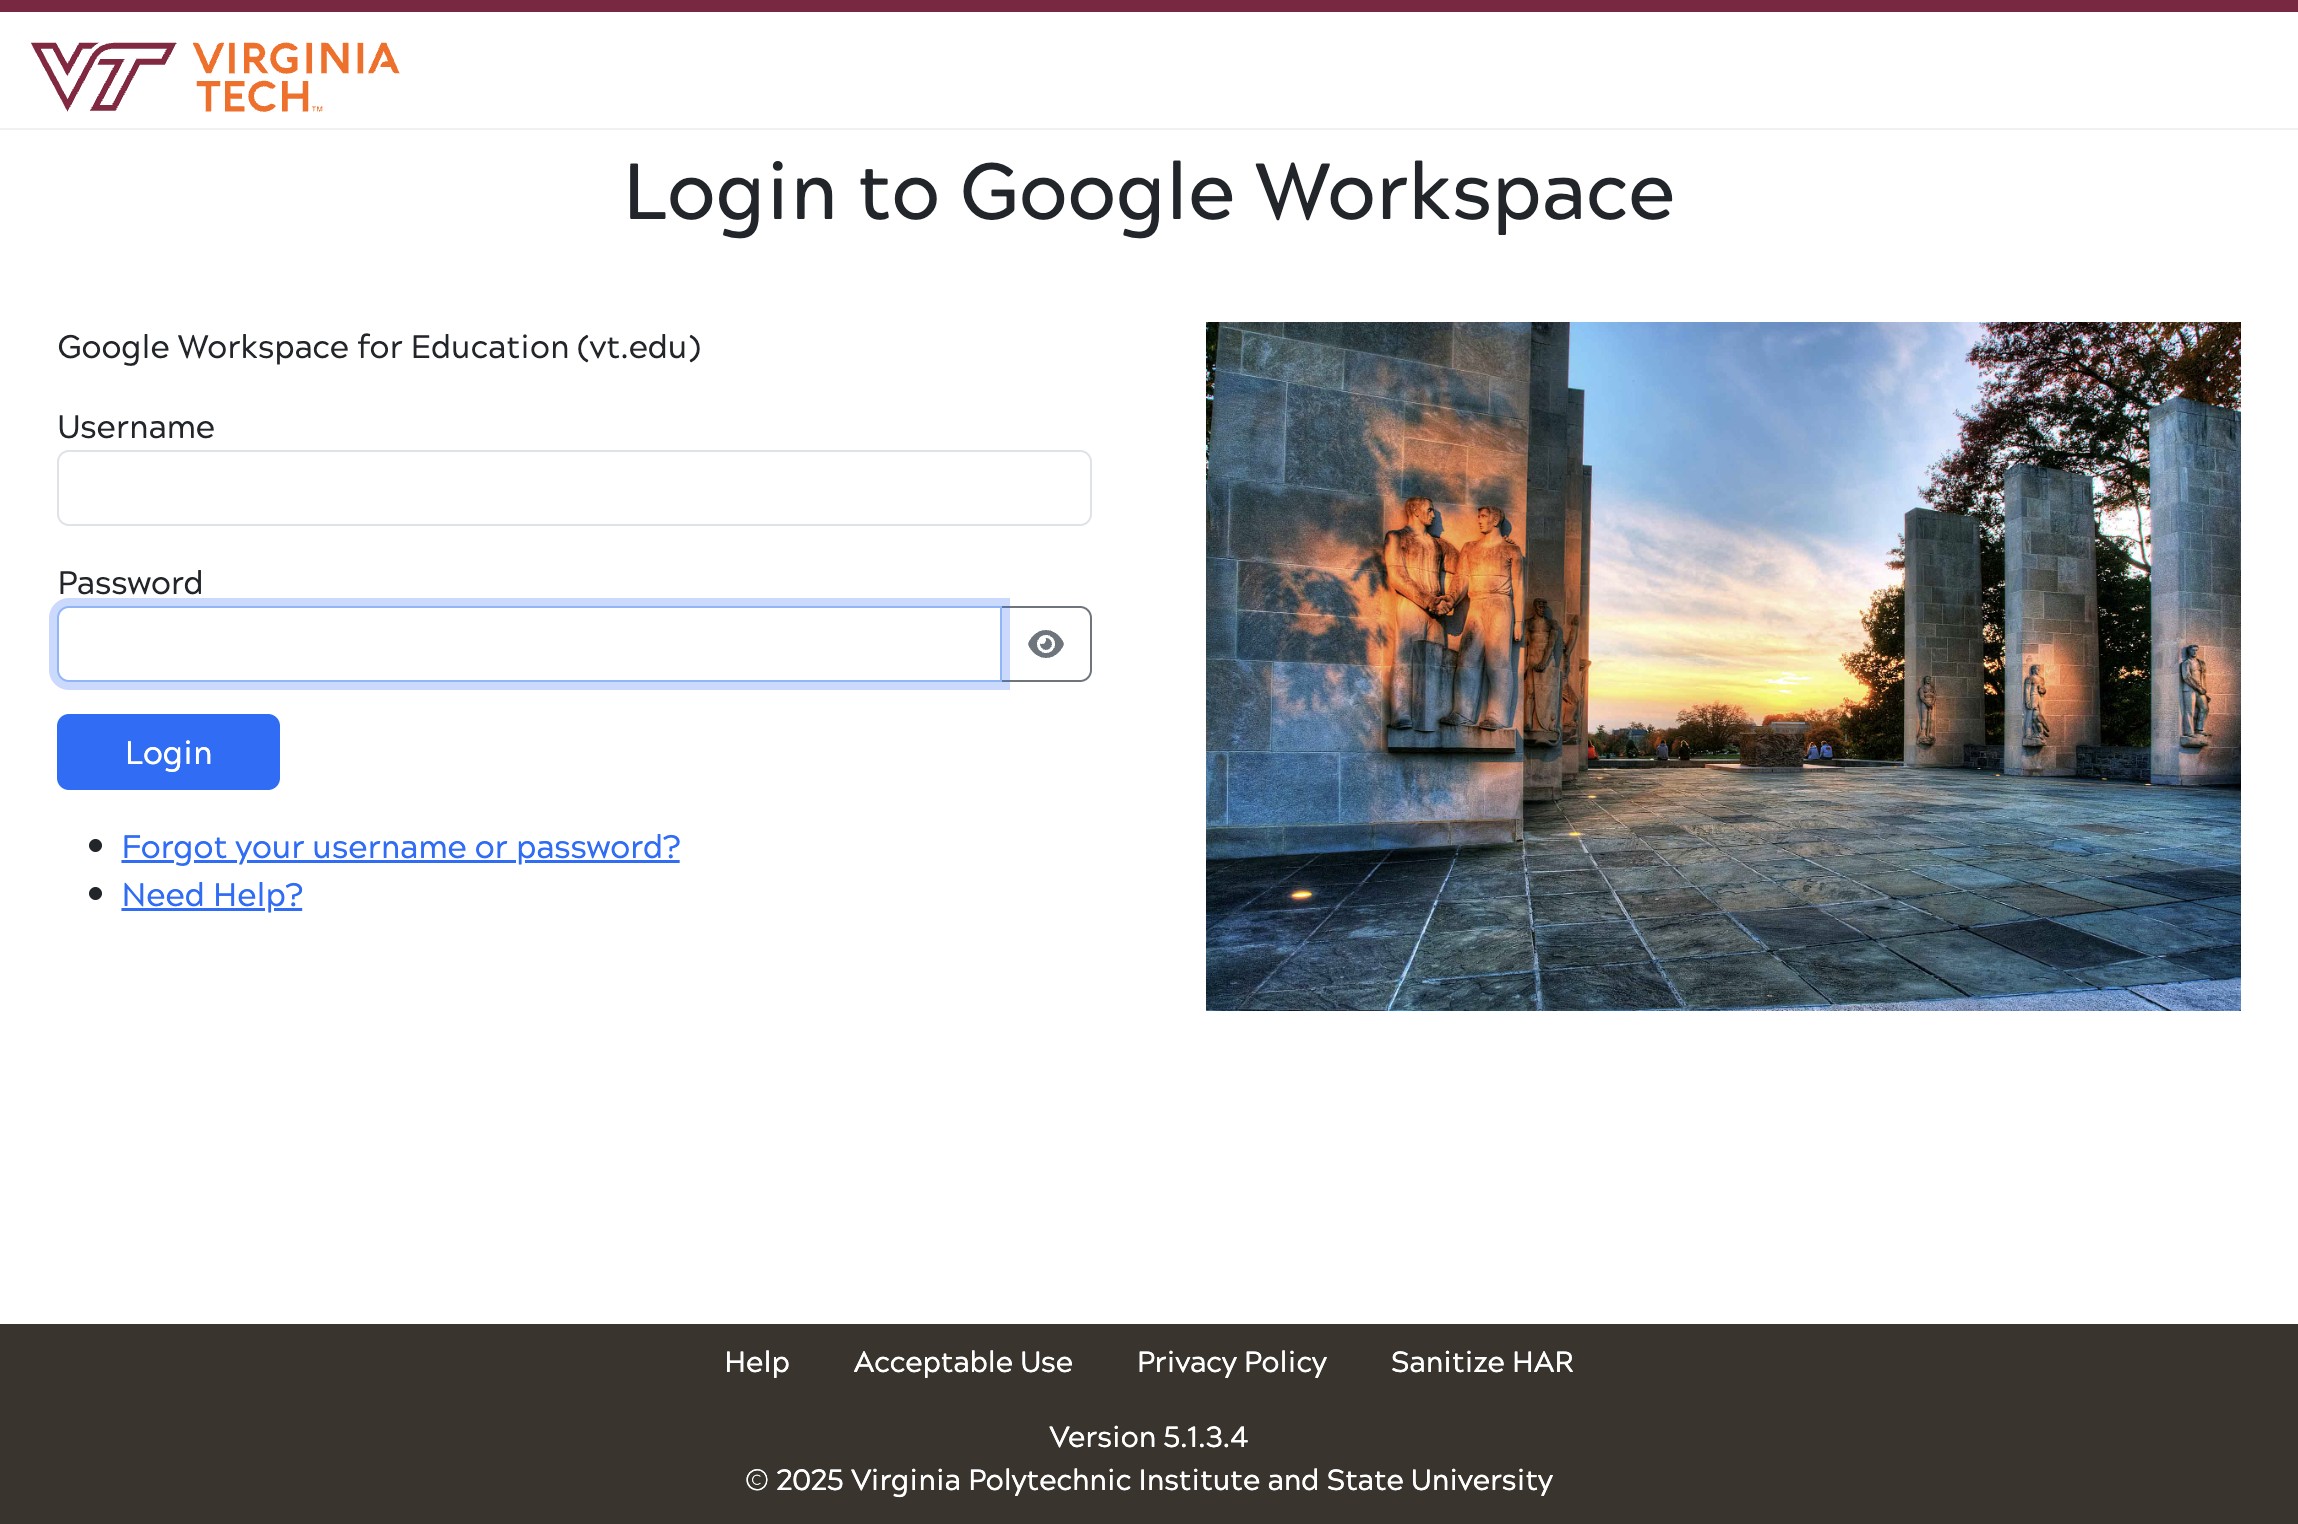 VT VIRGINIA
TECH™
Login to Google Workspace
Google Workspace for Education (vt.edu)
Username
Password
Login
Forgot your username or password?
Need Help?
Help Acceptable Use Privacy Policy Sanitize HAR
Version 5.1.3.4
© 2025 Virginia Polytechnic Institute and State University